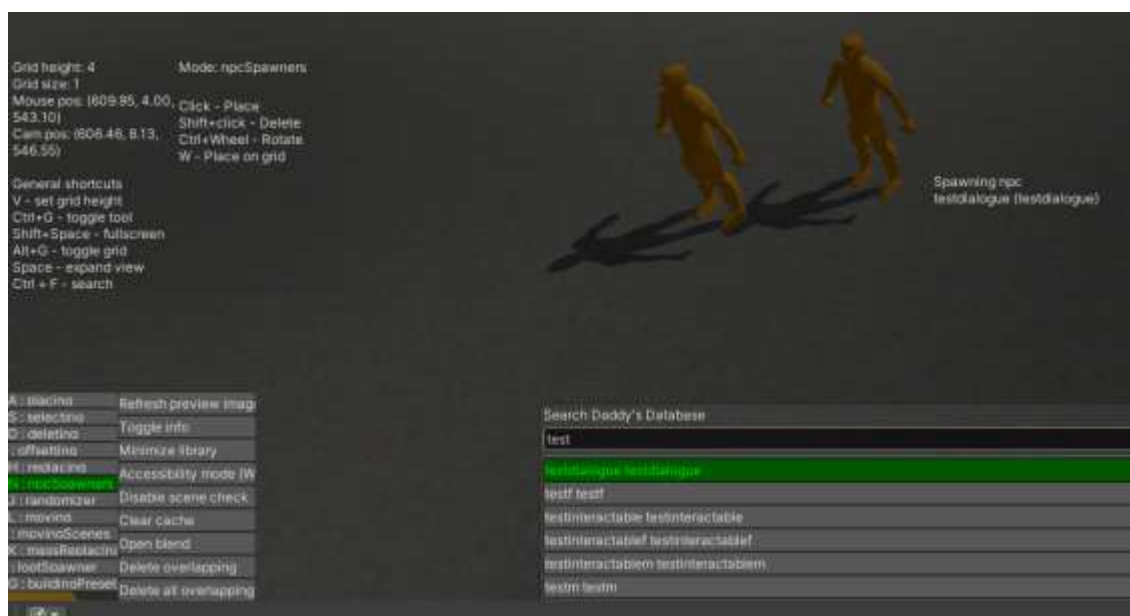 Grid height: 4
Grid size: 1
Mouse pos: (609.95, 4.00,
543.10)
Cam pos: (606.46, 8.13,
546.55)
Mode: npcSpawners
Click - Place
Shift+click - Delete
Ctrl+Wheel - Rotate
W - Place on grid
General shortcuts
V - set grid height
Ctrl+G - toggle tool
Shift+Space - fullscreen
Alt+G - toggle grid
Space - expand view
Ctrl + F - search
Spawning npc
testdialogue (testdialogue)
A : placing
S : selecting
D : deleting
: offsetting
H : replacing
N : npcSpawners
J : randomizer
L : moving
: movingScenes
K : massReplacing
: lootSpawner
G : buildingPreset
Refresh preview imag
Toggle info
Minimize library
Accessibility mode (W
Disable scene check
Clear cache
Open blend
Delete overlapping
Delete all overlapping
Search Daddy's Database
test
testdialogue testdialogue
testf testf
testinteractable testinteractable
testinteractablef testinteractablef
testinteractablem testinteractablem
testm testm